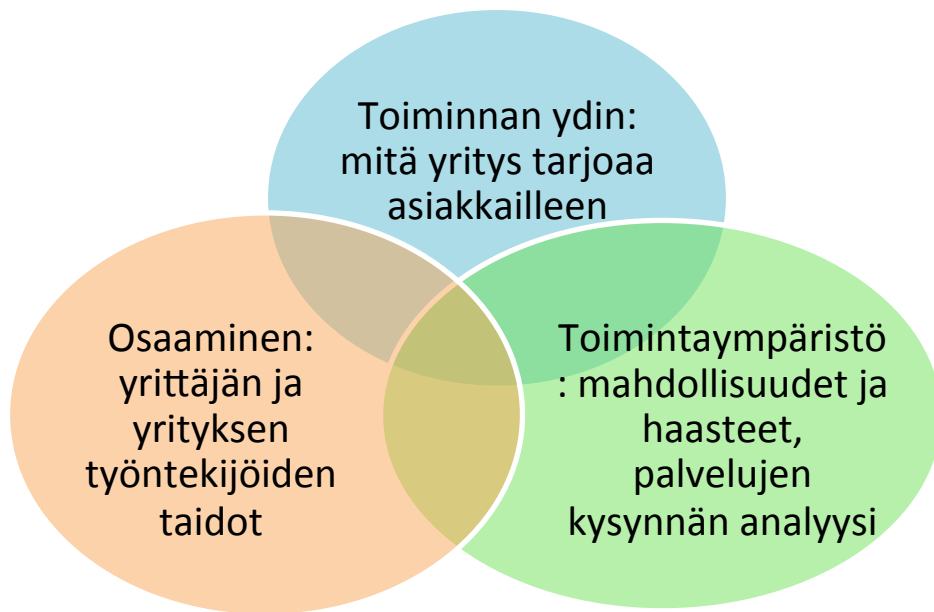 Toiminnan ydin:
mitä yritys tarjoaa
asiakkailleen
Osaaminen:
yrittäjän ja
yrityksen
työntekijöiden
taidot
Toimintaympäristö
: mahdollisuudet ja
haasteet,
palvelujen
kysynnän analyysi